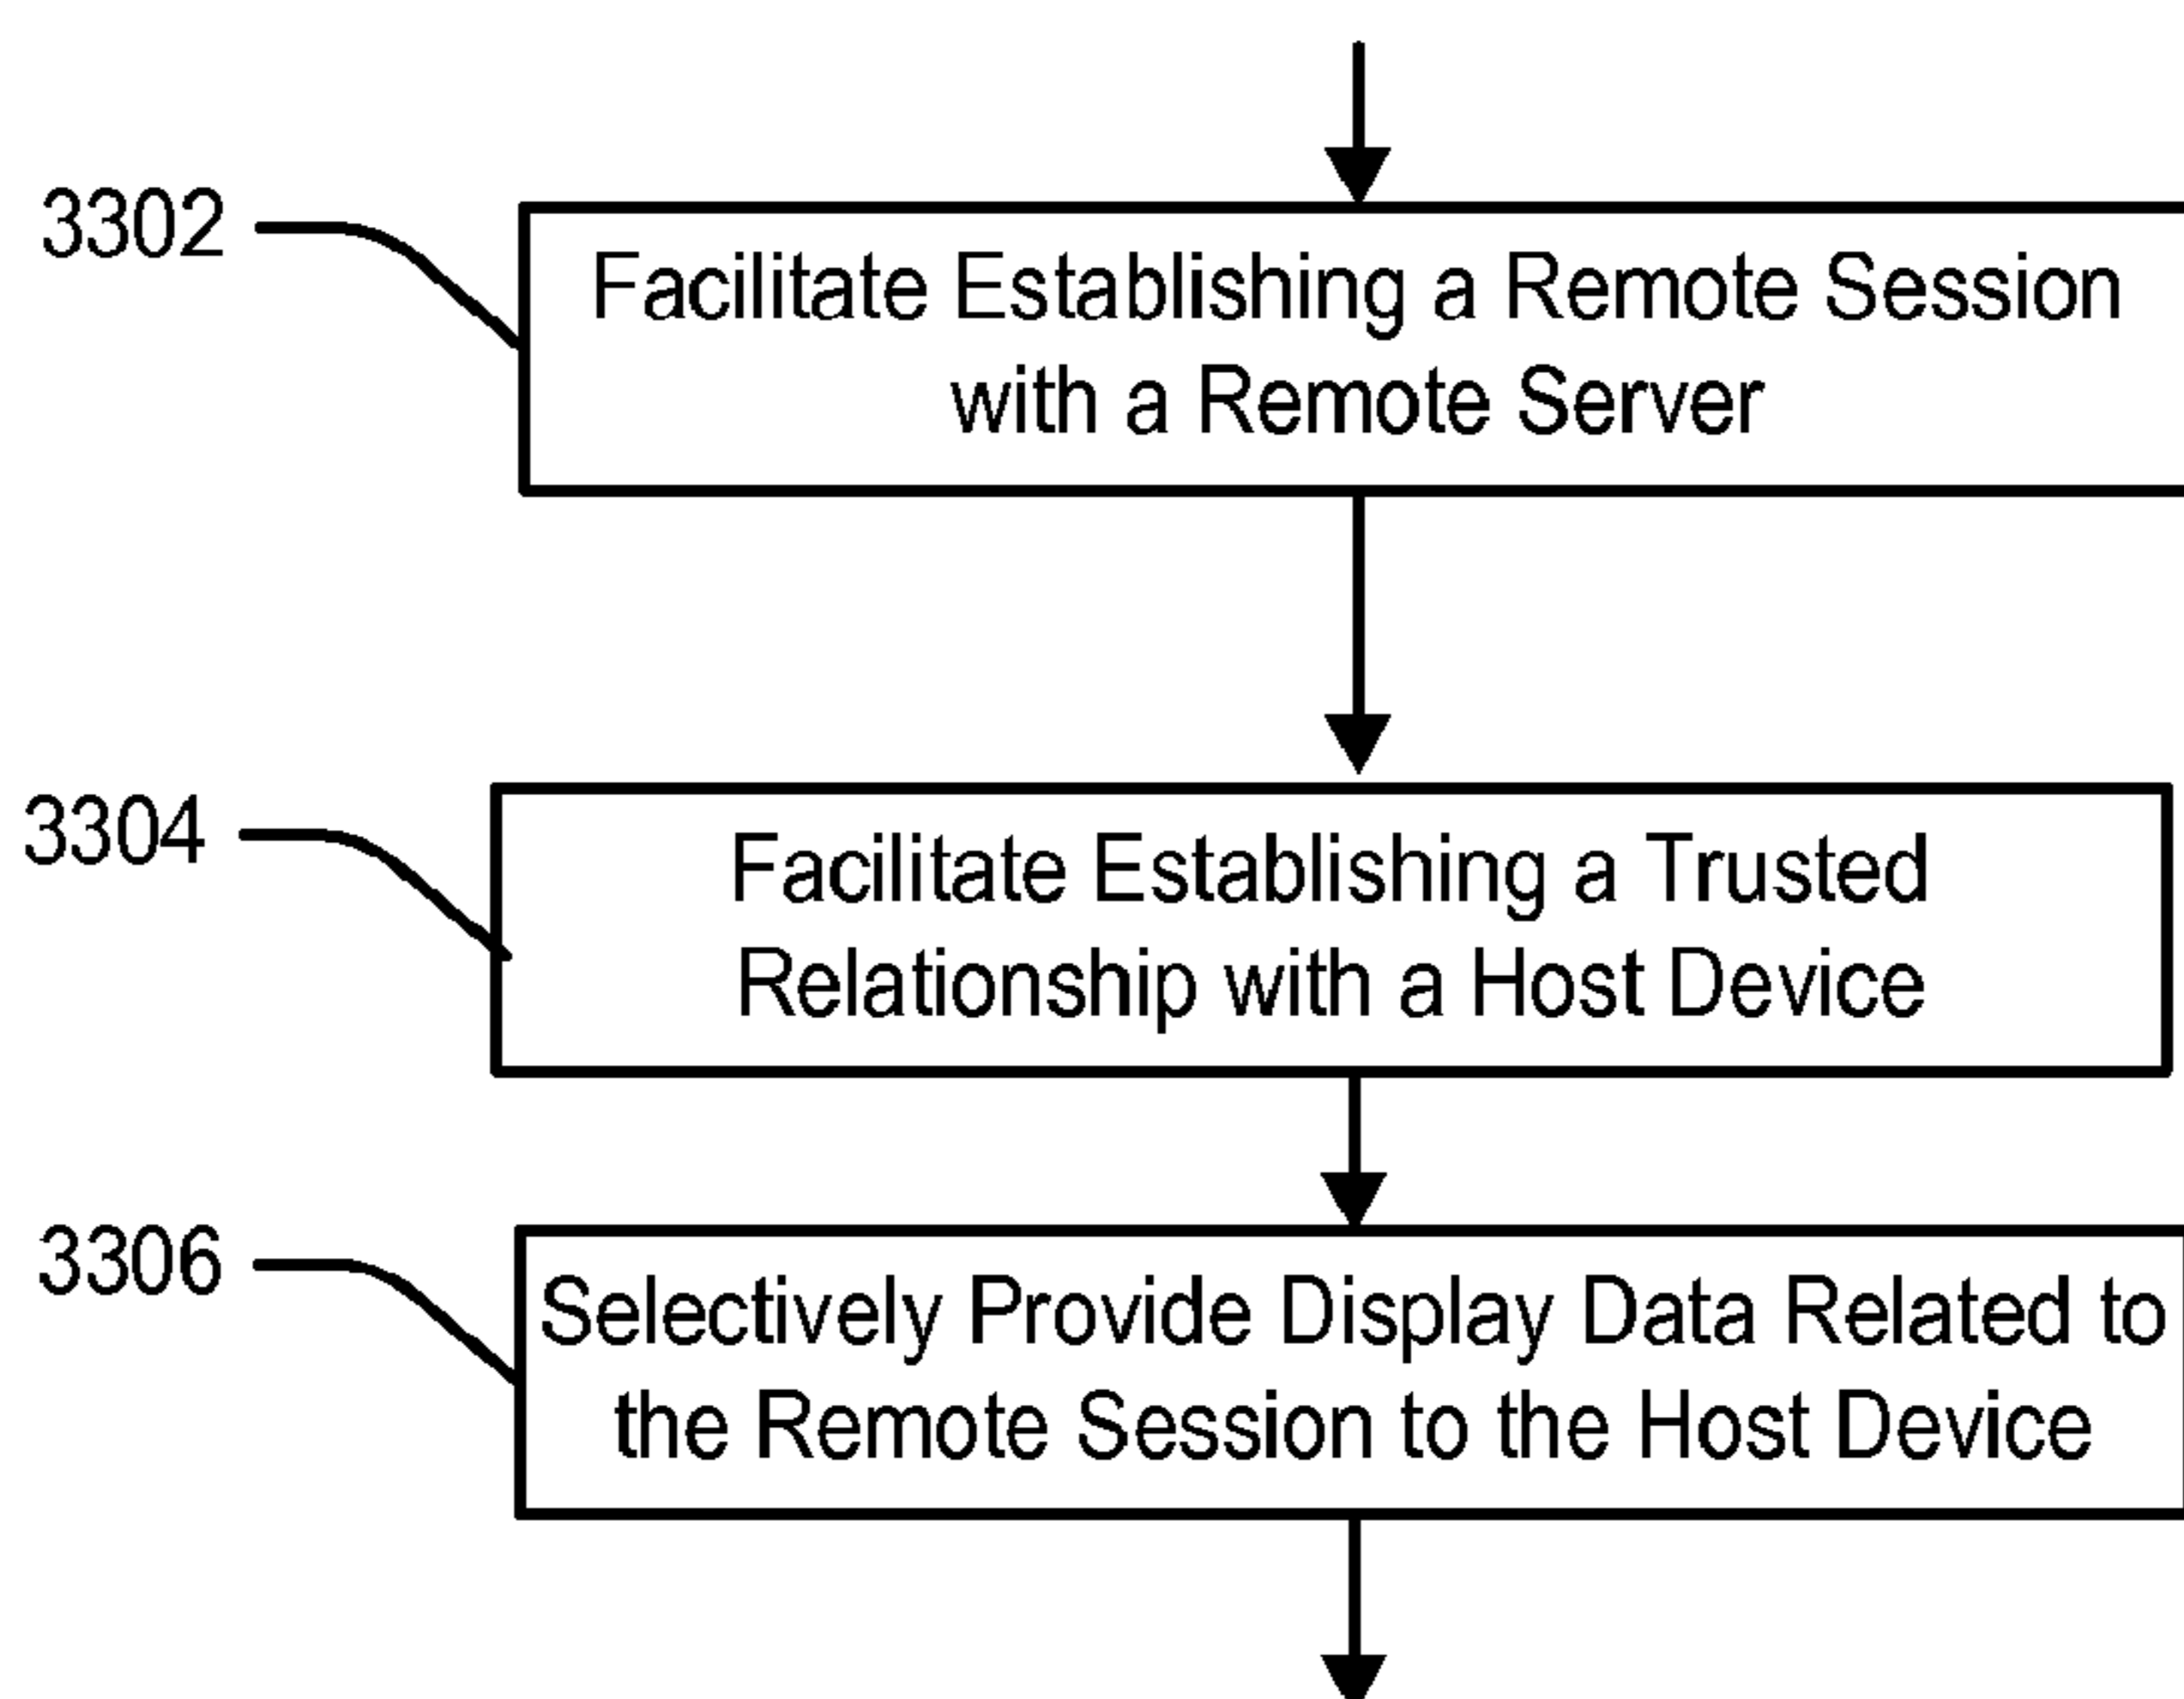 3302
Facilitate Establishing a Remote Session
with a Remote Server
3304
Facilitate Establishing a Trusted
Relationship with a Host Device
3306
Selectively Provide Display Data Related to
the Remote Session to the Host Device